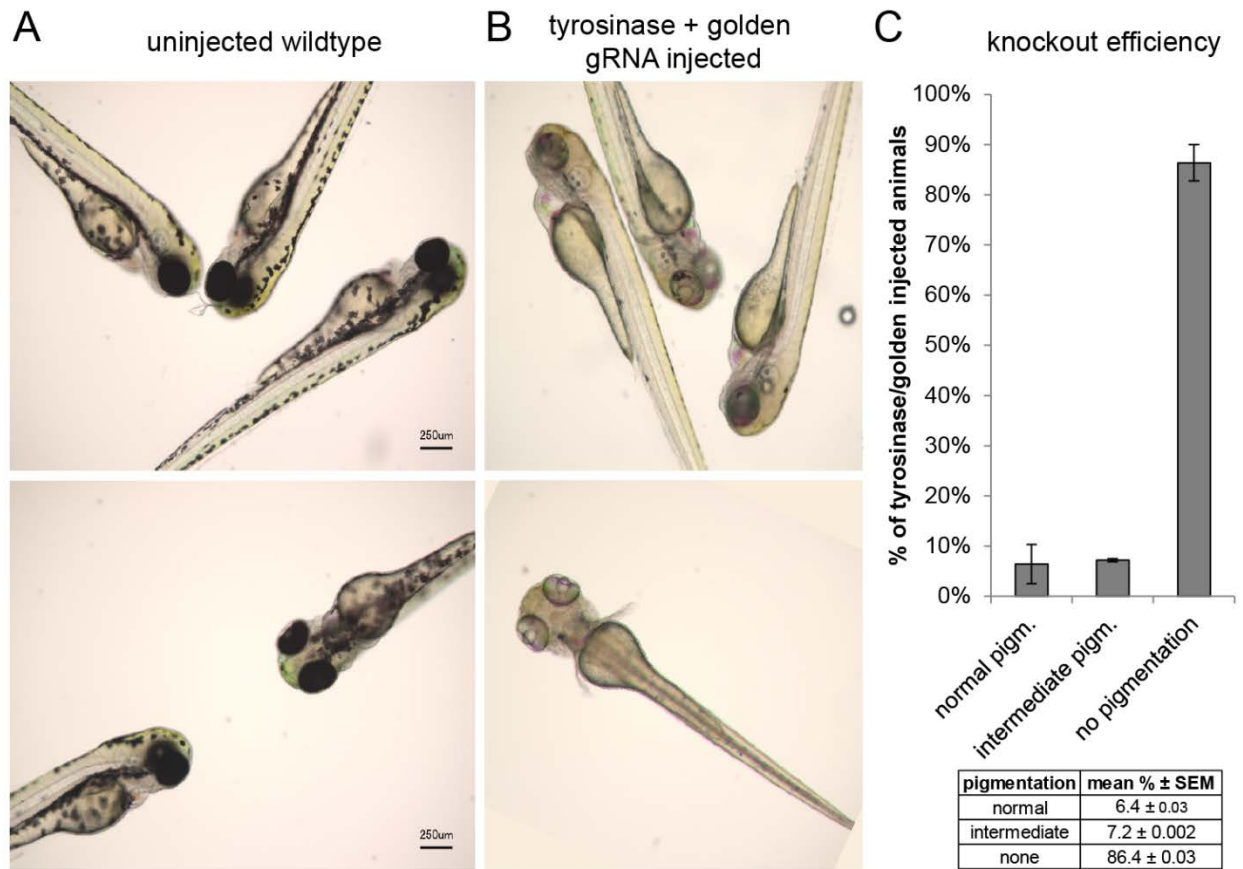 A
uninjected wildtype
250um
250um
B
tyrosinase + golden
gRNA injected
C
knockout efficiency
% of tyrosinase/golden injected animals
100%
90%
80%
70%
60%
50%
40%
30%
20%
10%
0%
normal pigm.
intermediate pigm.
no pigmentation
pigmentation mean % ± SEM
normal 6.4 ± 0.03
intermediate 7.2 ± 0.002
none 86.4 ± 0.03